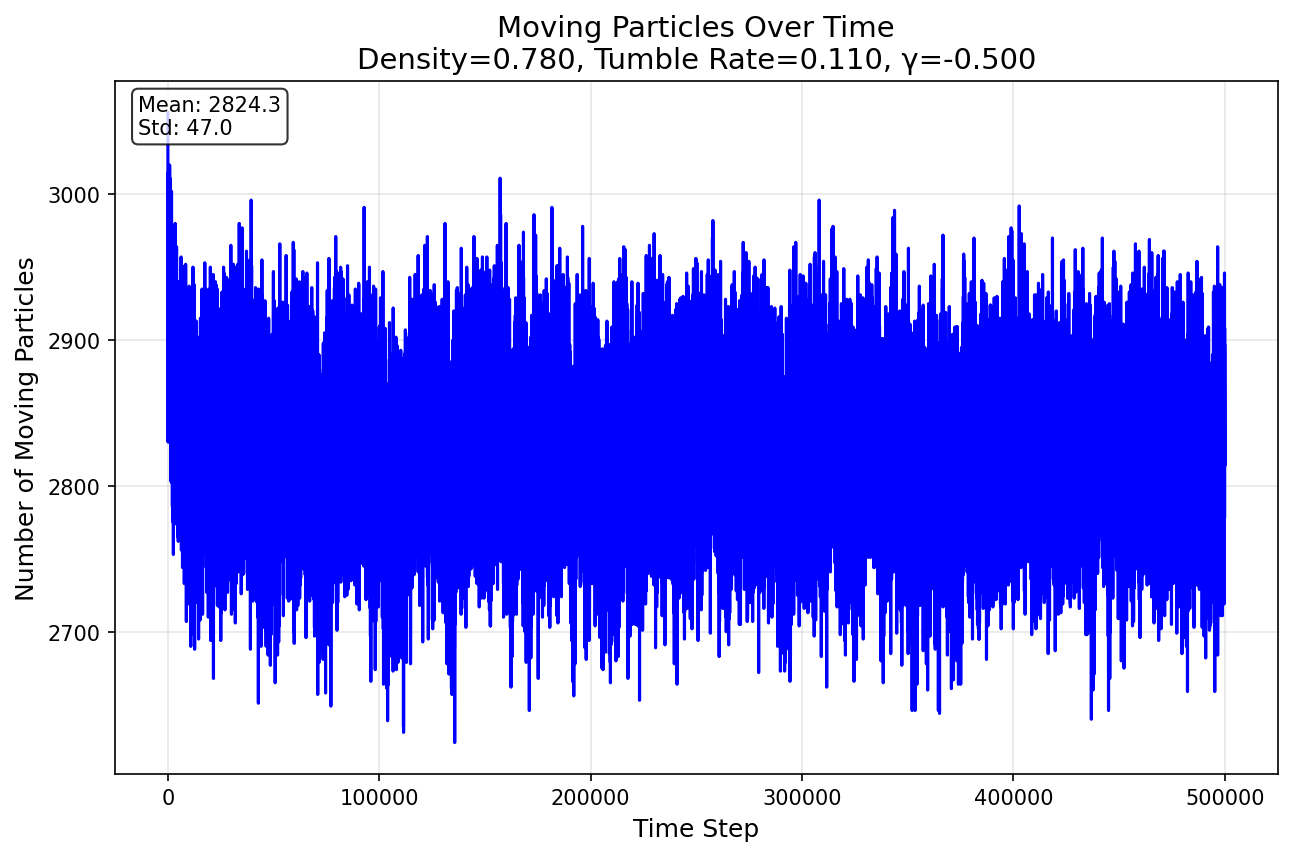 Moving Particles Over Time
Density=0.780, Tumble Rate=0.110, γ=-0.500
Mean: 2824.3
Std: 47.0
Number of Moving Particles
3000
2900
2800
2700
0 100000 200000 300000 400000 500000
Time Step